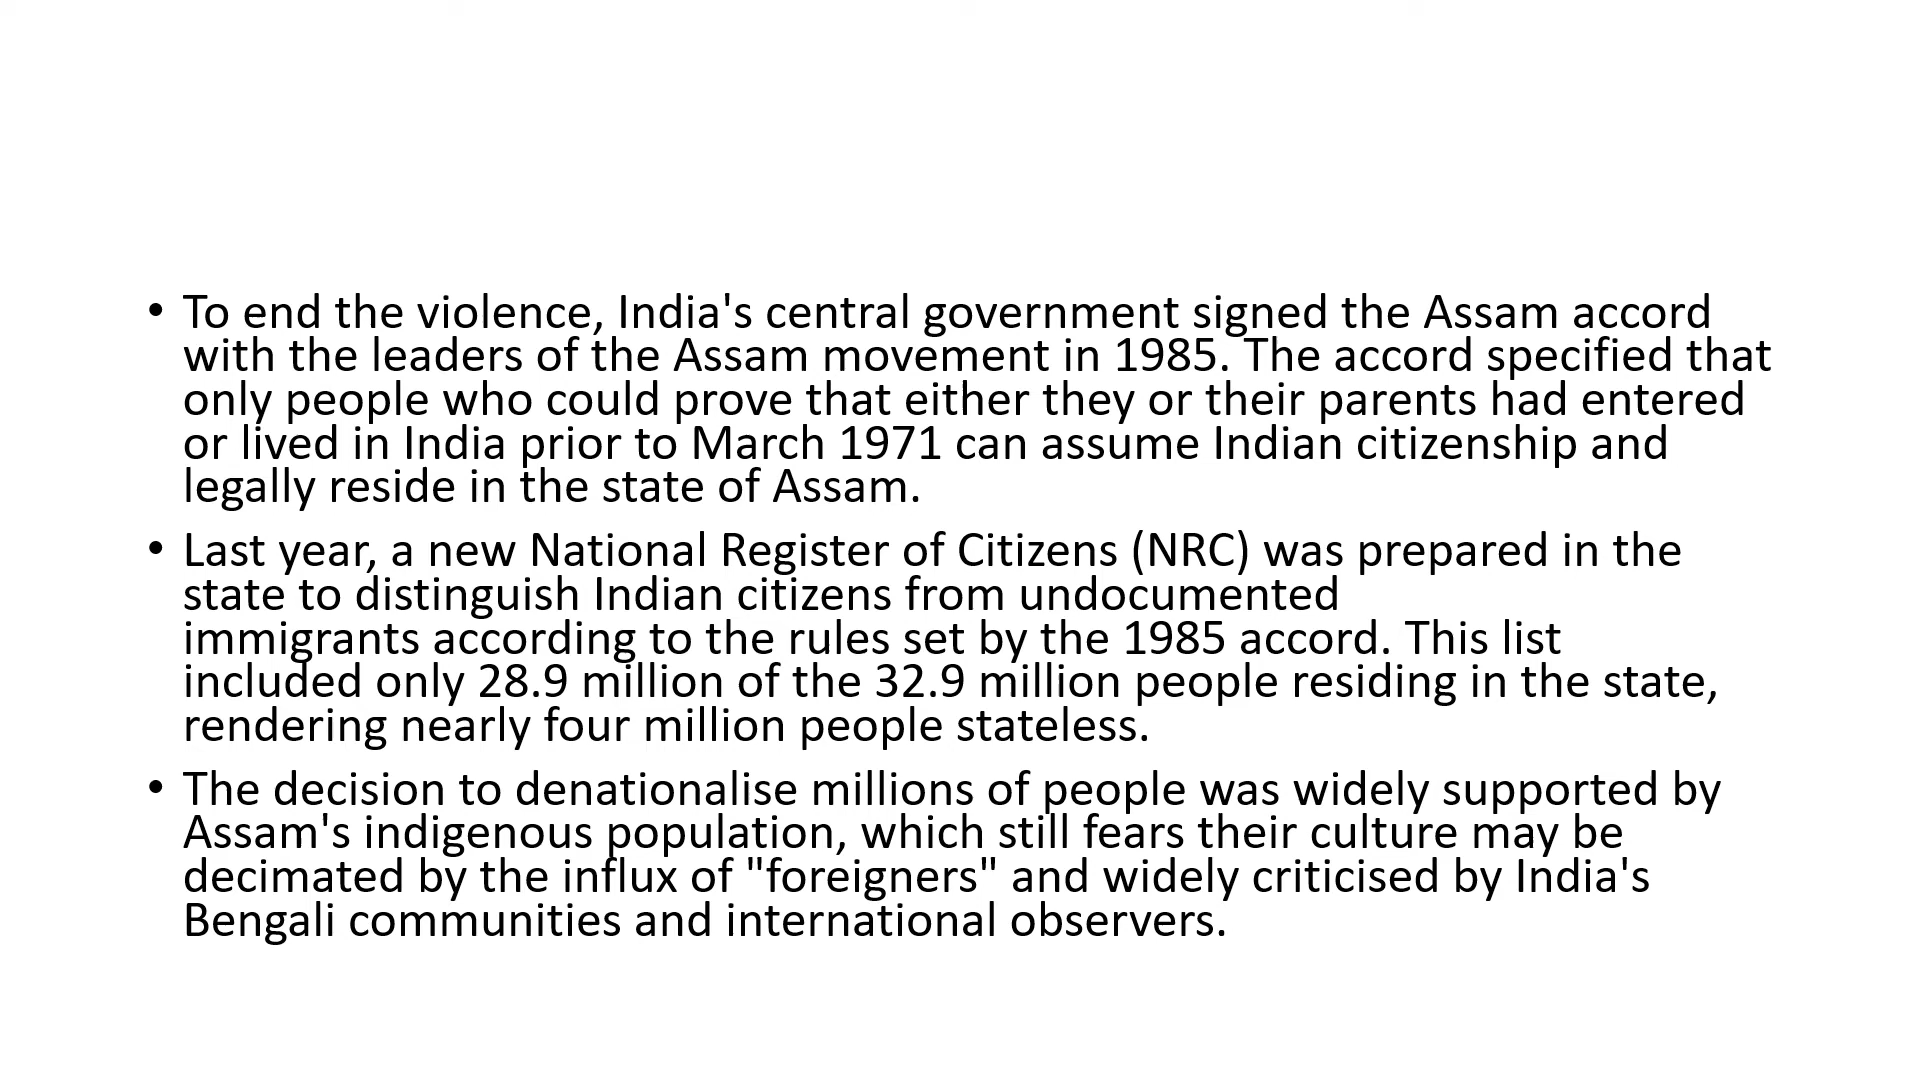 • To end the violence, India's central government signed the Assam accord
with the leaders of the Assam movement in 1985. The accord specified that
only people who could prove that either they or their parents had entered
or lived in India prior to March 1971 can assume Indian citizenship and
legally reside in the state of Assam.
• Last year, a new National Register of Citizens (NRC) was prepared in the
state to distinguish Indian citizens from undocumented
immigrants according to the rules set by the 1985 accord. This list
included only 28.9 million of the 32.9 million people residing in the state,
rendering nearly four million people stateless.
• The decision to denationalise millions of people was widely supported by
Assam's indigenous population, which still fears their culture may be
decimated by the influx of "foreigners" and widely criticised by India's
Bengali communities and international observers.